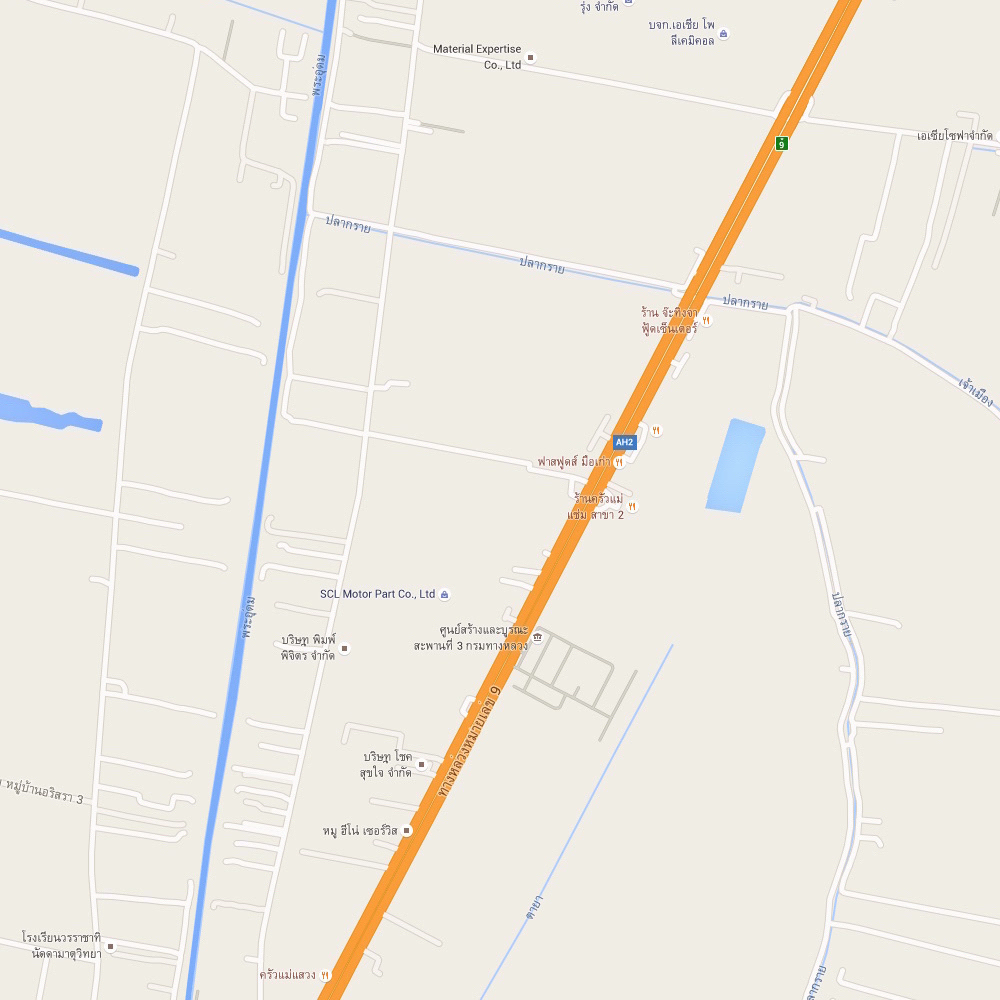 รุ่ง จำกัด
บจก.เอเชีย โพ
ลีเคมิคอล
Material Expertise
Co., Ltd
พระอุดม
9
เอเชียโซฟาจำกัด
ปลากราย
ปลากราย
ปลากราย
ร้าน จ๊ะทิงจา
ฟู้ดเซ็นเตอร์
เจ้าเมือง
AH2
ฟาสฟู๊ดส์ มือเก๋า
ร้านครัวแม่
แช่ม สาขา 2
SCL Motor Part Co., Ltd
พระอุดม
ปลากราย
ศูนย์สร้างและบูรณะ
สะพานที่ 3 กรมทางหลวง
บริษัท พิมพ์
พิจิตร จำกัด
ทางหลวงหมายเลข 9
บริษัท โชค
สุขใจ จำกัด
หมู่บ้านอริสรา 3
หมู ฮีโน่ เซอร์วิส
ตายา
โรงเรียนวรราชาทิ
นัดดามาตุวิทยา
ครัวแม่แสวง
ปลากราย